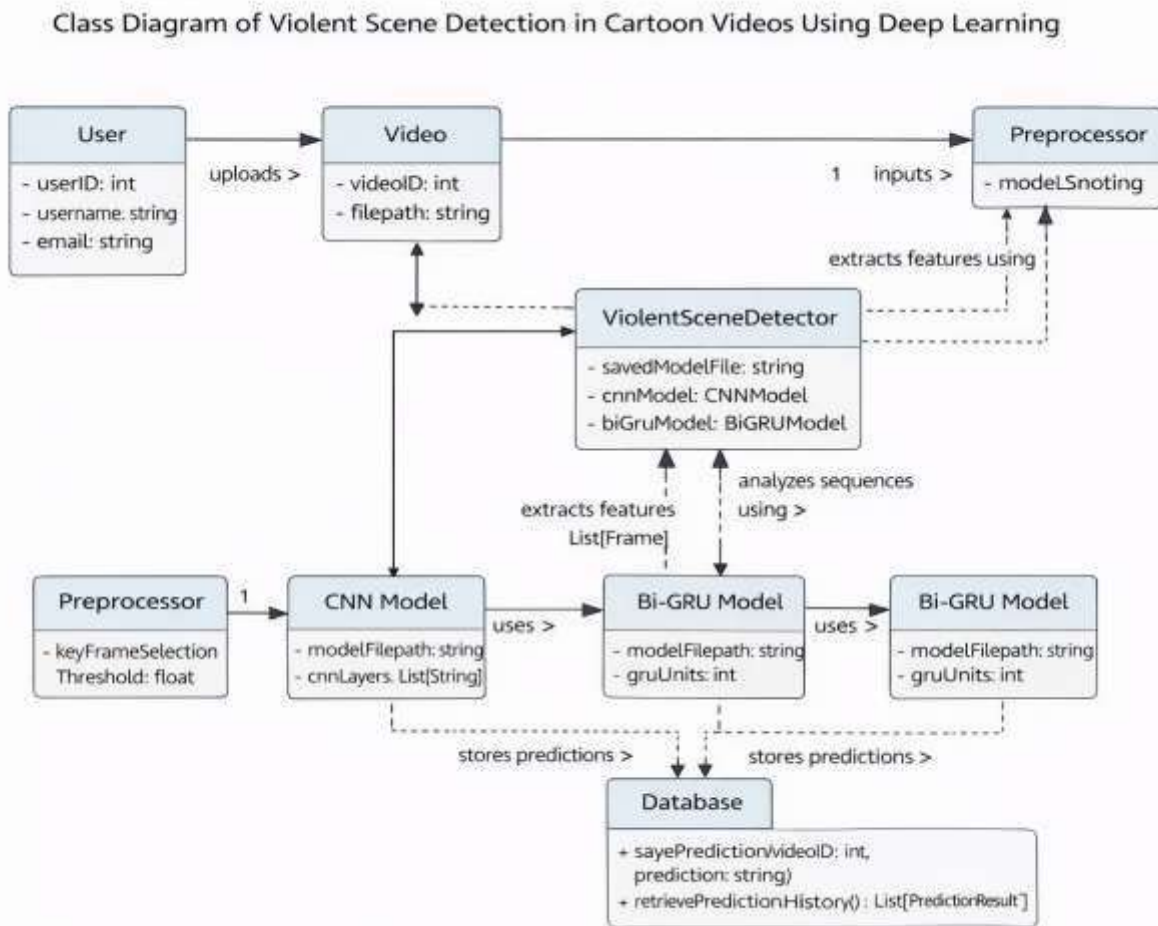 Class Diagram of Violent Scene Detection in Cartoon Videos Using Deep Learning
User
- userID: int
- username: string
- email: string
uploads >
Video
- videoID: int
- filepath: string
1 inputs >
Preprocessor
- modeLSnoting
extracts features using
ViolentSceneDetector
- savedModelFile: string
- cnnModel: CNNModel
- biGruModel: BiGRUModel
extracts features
List[Frame]
analyzes sequences
using >
Preprocessor
- keyFrameSelection
Threshold: float
1
CNN Model
- modelFilepath: string
- cnnLayers. List[String]
uses >
Bi-GRU Model
- modelFilepath: string
- gruUnits: int
uses >
Bi-GRU Model
- modelFilepath: string
- gruUnits: int
stores predictions >
stores predictions >
Database
+ sayePrediction/videoID: int,
prediction: string)
+ retrievePredictionHistory() : List[PredictionResult]